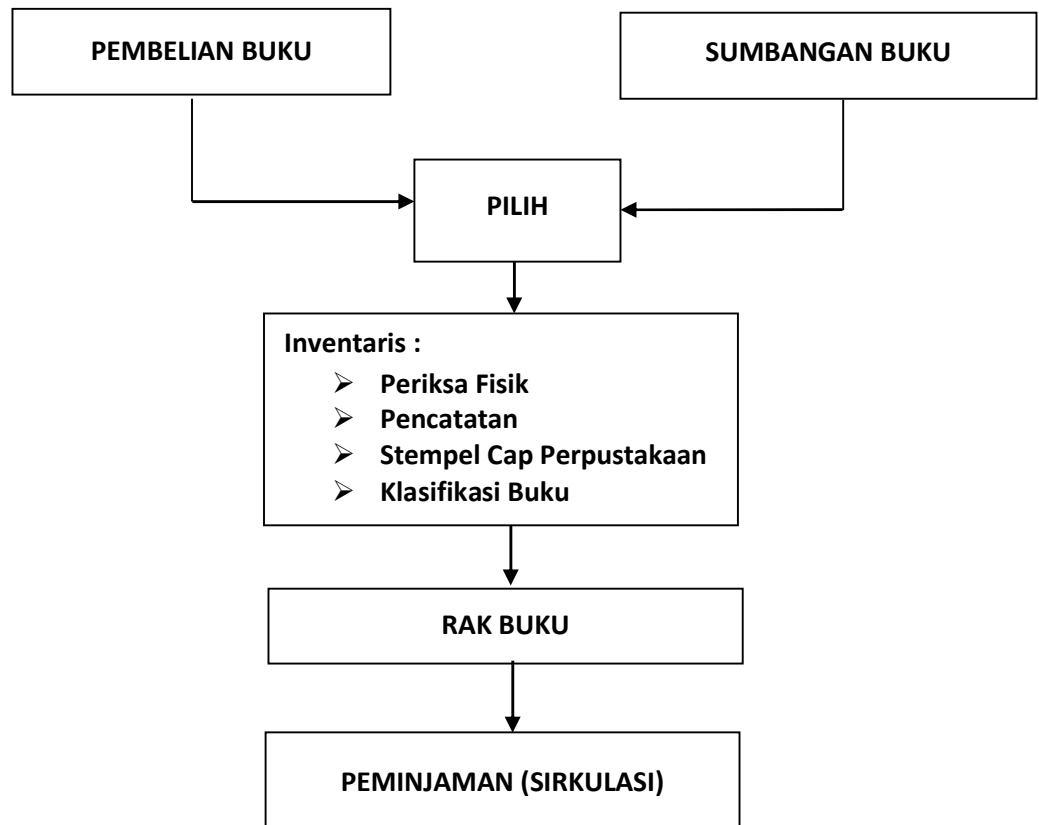 PEMBELIAN BUKU
SUMBANGAN BUKU
PILIH
Inventaris :
➢ Periksa Fisik
➢ Pencatatan
➢ Stempel Cap Perpustakaan
➢ Klasifikasi Buku
RAK BUKU
PEMINJAMAN (SIRKULASI)